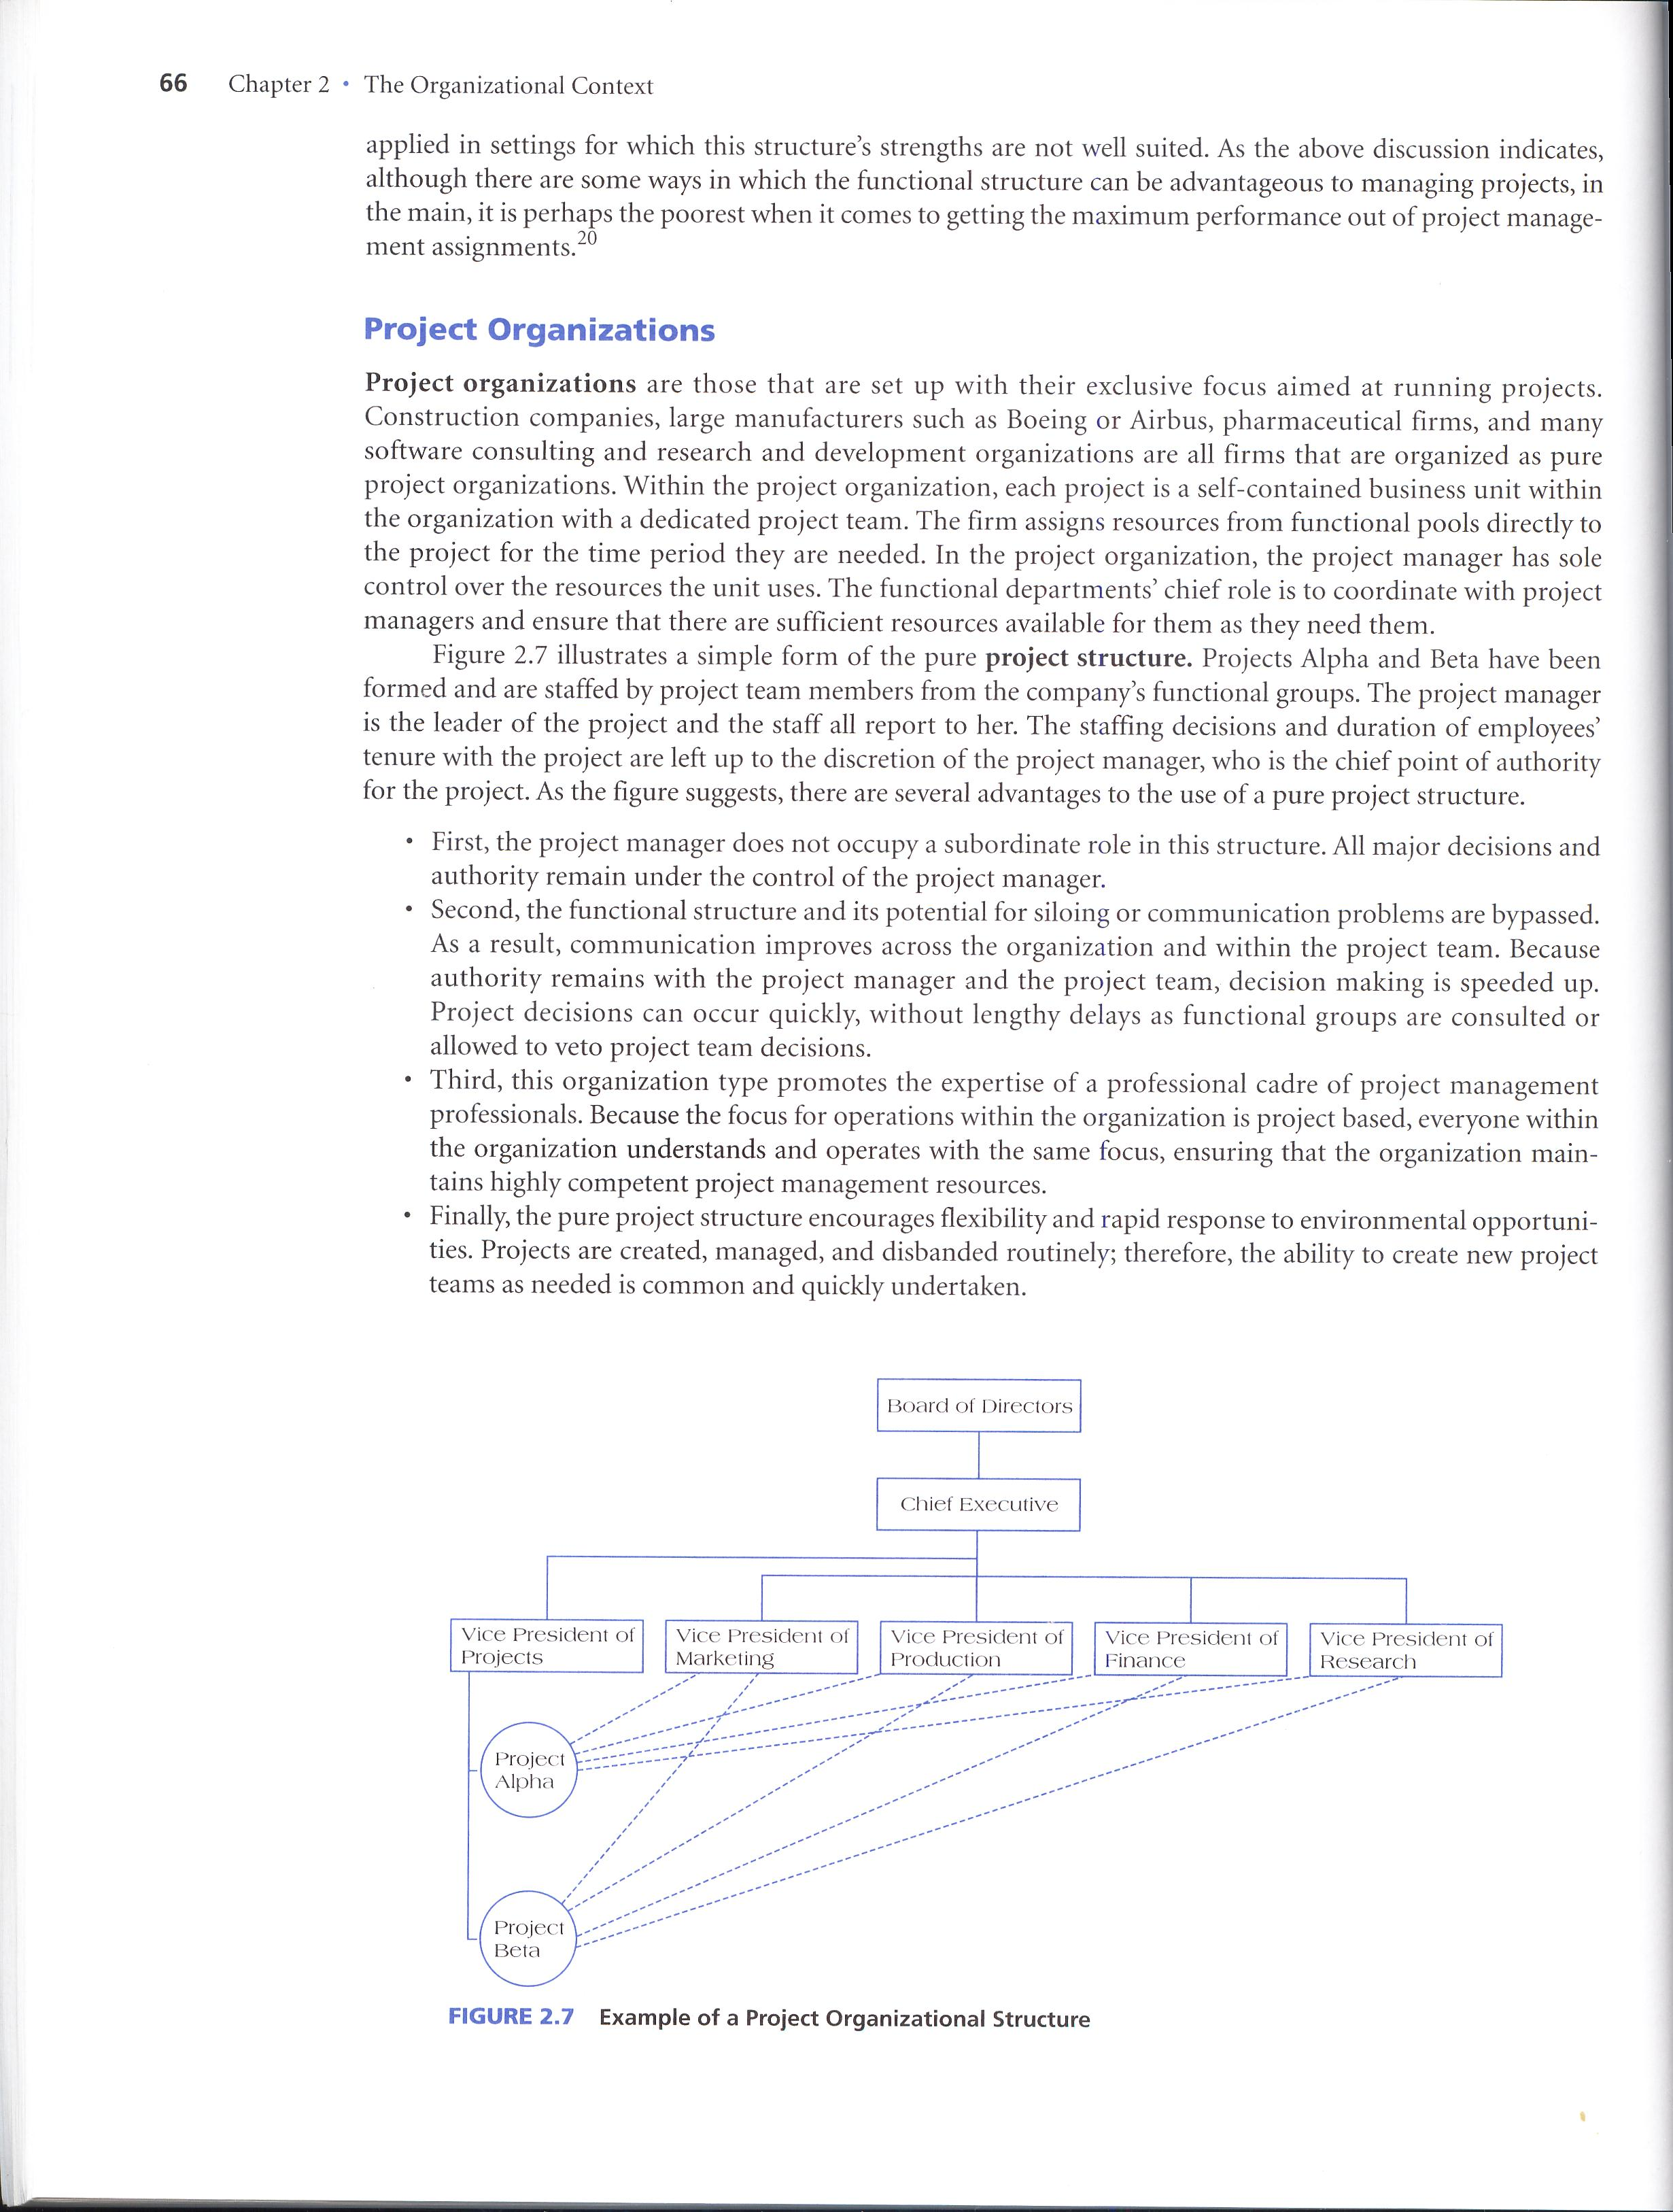 66 Chapter 2 • The Organizational Context
applied in settings for which this structure's strengths are not well suited. As the above discussion indicates,
although there are some ways in which the functional structure can be advantageous to managing projects, in
the main, it is perhaps the poorest when it comes to getting the maximum performance out of project manage-
ment assignments.20
Project Organizations
Project organizations are those that are set up with their exclusive focus aimed at running projects.
Construction companies, large manufacturers such as Boeing or Airbus, pharmaceutical firms, and many
software consulting and research and development organizations are all firms that are organized as pure
project organizations. Within the project organization, each project is a self-contained business unit within
the organization with a dedicated project team. The firm assigns resources from functional pools directly to
the project for the time period they are needed. In the project organization, the project manager has sole
control over the resources the unit uses. The functional departments' chief role is to coordinate with project
managers and ensure that there are sufficient resources available for them as they need them.
Figure 2.7 illustrates a simple form of the pure project structure. Projects Alpha and Beta have been
formed and are staffed by project team members from the company's functional groups. The project manager
is the leader of the project and the staff all report to her. The staffing decisions and duration of employees'
tenure with the project are left up to the discretion of the project manager, who is the chief point of authority
for the project. As the figure suggests, there are several advantages to the use of a pure project structure.
• First, the project manager does not occupy a subordinate role in this structure. All major decisions and
authority remain under the control of the project manager.
• Second, the functional structure and its potential for siloing or communication problems are bypassed.
As a result, communication improves across the organization and within the project team. Because
authority remains with the project manager and the project team, decision making is speeded up.
Project decisions can occur quickly, without lengthy delays as functional groups are consulted or
allowed to veto project team decisions.
• Third, this organization type promotes the expertise of a professional cadre of project management
professionals. Because the focus for operations within the organization is project based, everyone within
the organization understands and operates with the same focus, ensuring that the organization main-
tains highly competent project management resources.
• Finally, the pure project structure encourages flexibility and rapid response to environmental opportuni-
ties. Projects are created, managed, and disbanded routinely; therefore, the ability to create new project
teams as needed is common and quickly undertaken.
Board of Directors
Chief Executive
Vice President of
Projects
Vice President of
Marketing
Vice President of
Production
Vice President of
Finance
Vice President of
Research
Project
Alpha
Project
Beta
FIGURE 2.7 Example of a Project Organizational Structure